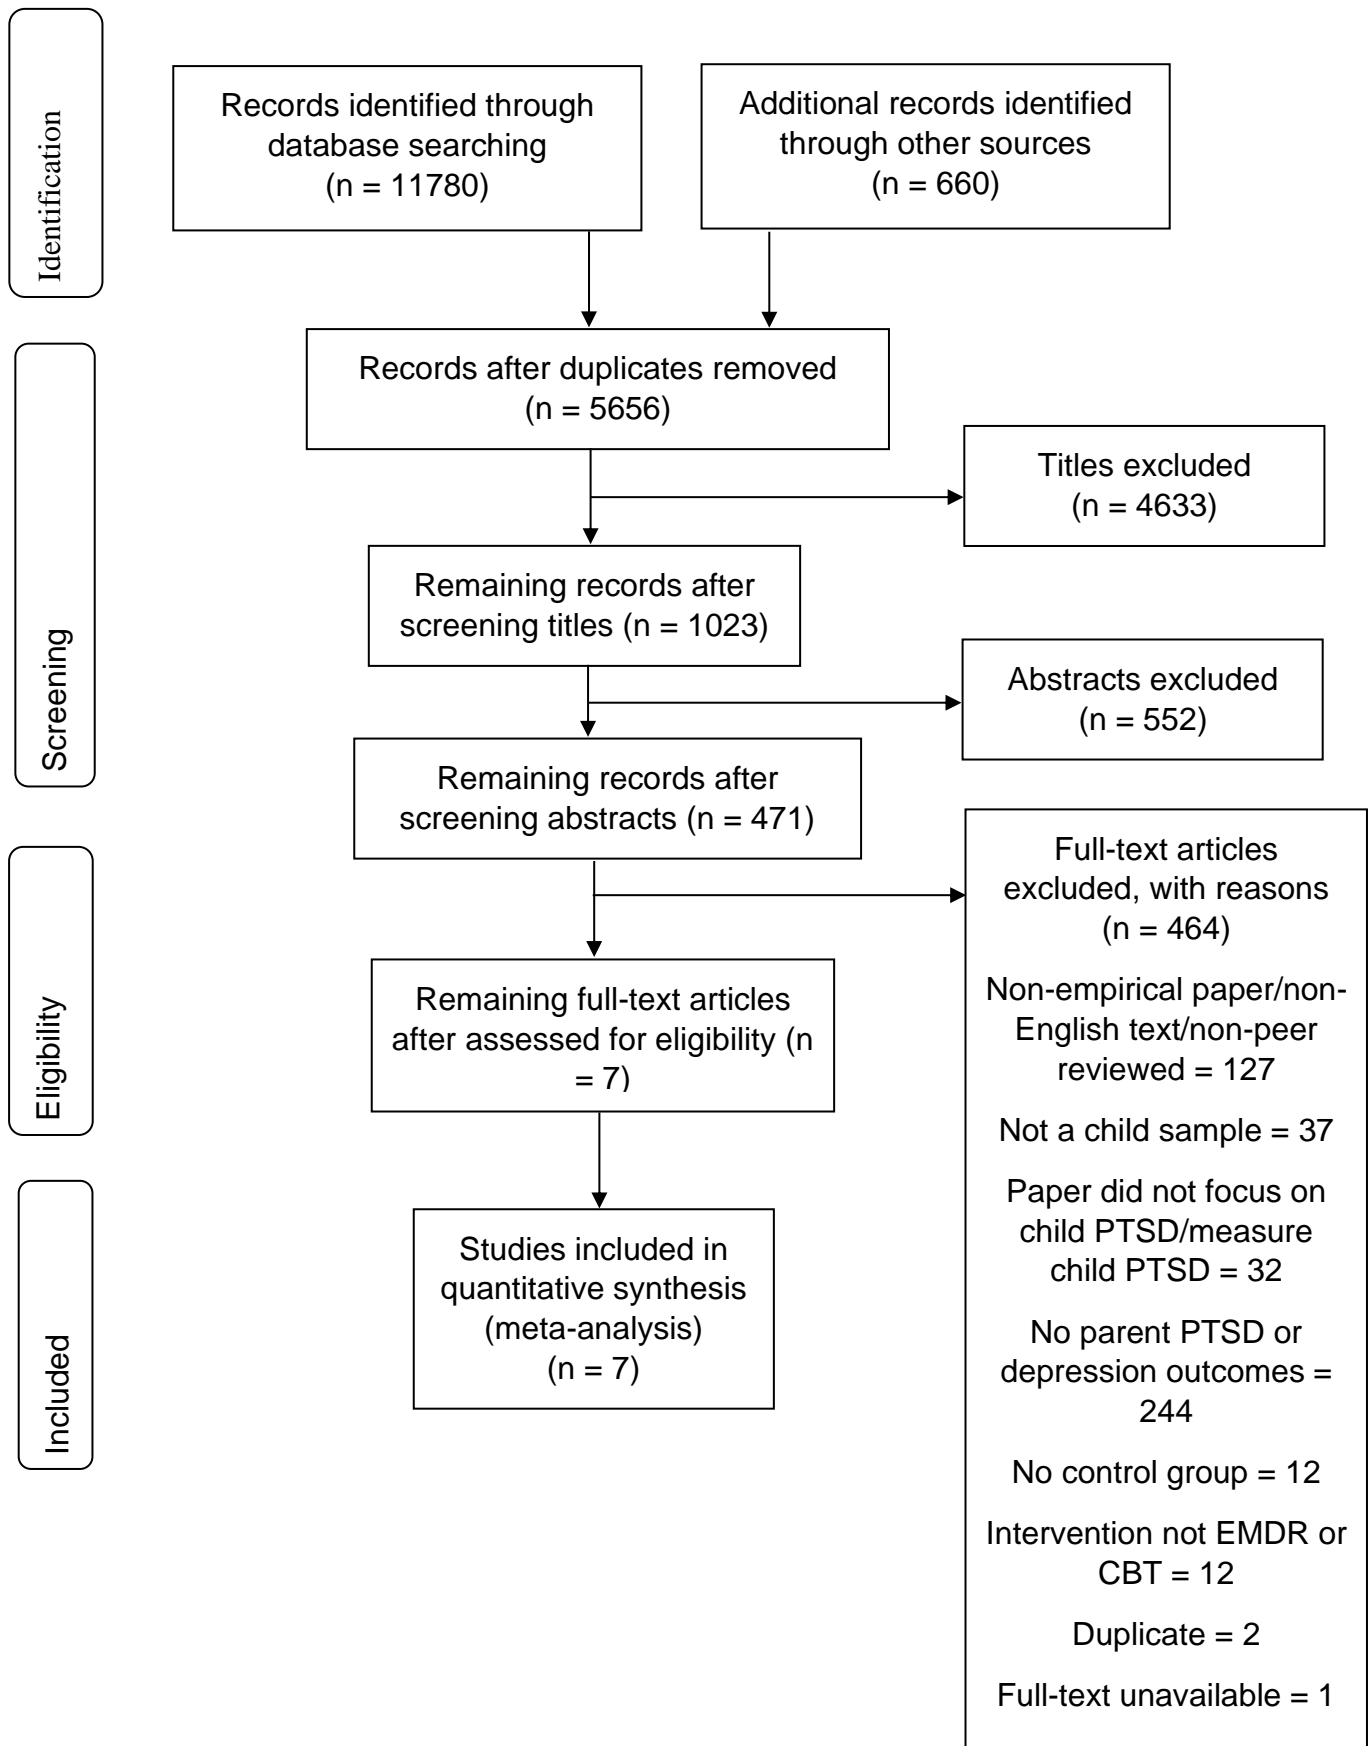 Identification
Records identified through
database searching
(n = 11780)
Additional records identified
through other sources
(n = 660)
Records after duplicates removed
(n = 5656)
Screening
Titles excluded
(n = 4633)
Remaining records after
screening titles (n = 1023)
Abstracts excluded
(n = 552)
Remaining records after
screening abstracts (n = 471)
Full-text articles
excluded, with reasons
(n = 464)
Non-empirical paper/non-
English text/non-peer
reviewed = 127
Not a child sample = 37
Paper did not focus on
child PTSD/measure
child PTSD = 32
No parent PTSD or
depression outcomes =
244
No control group = 12
Intervention not EMDR or
CBT = 12
Duplicate = 2
Full-text unavailable = 1
Eligibility
Remaining full-text articles
after assessed for eligibility (n
= 7)
Included
Studies included in
quantitative synthesis
(meta-analysis)
(n = 7)